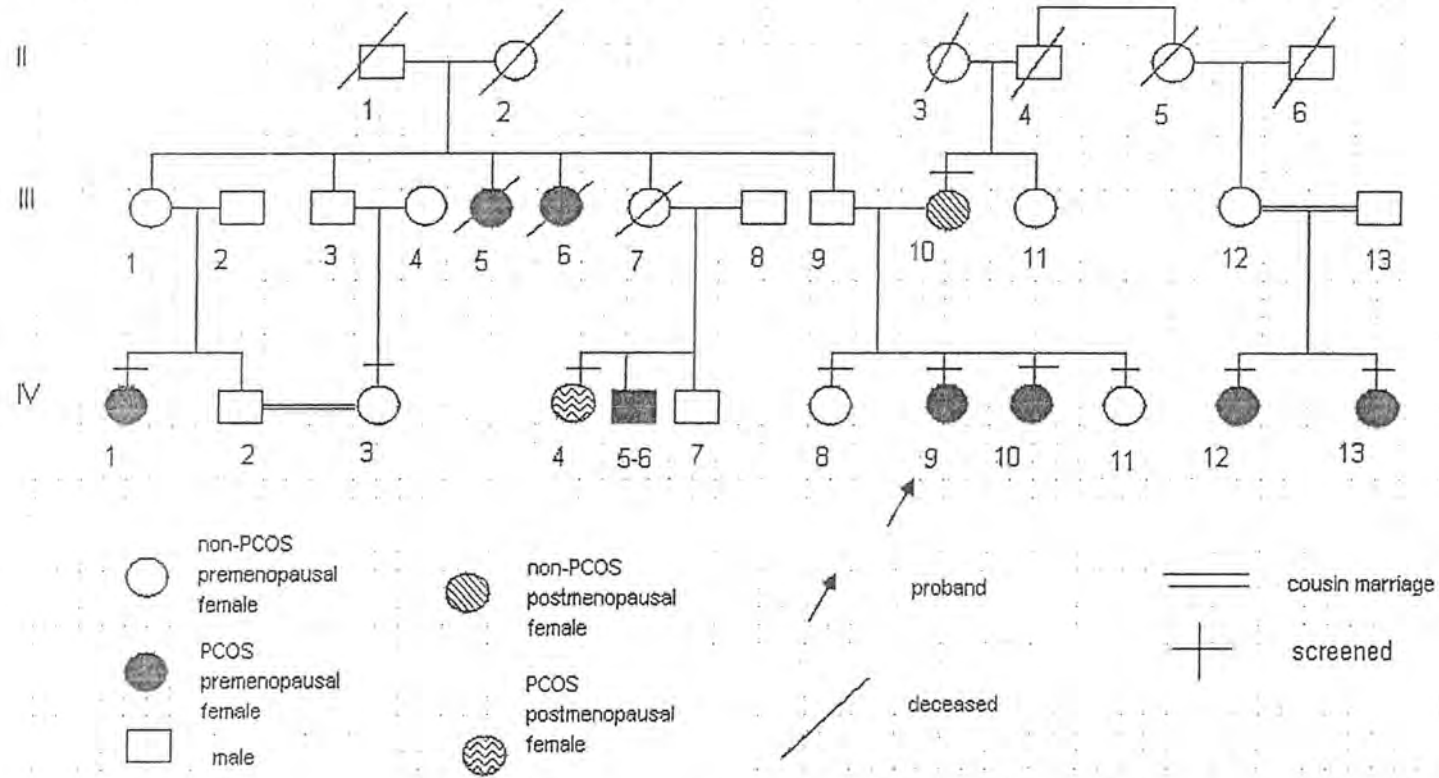 II
1 2 3 4 5 6
III
1 2 3 4 5 6 7 8 9 10 11 12 13
IV
1 2 3 4 5-6 7 8 9 10 11 12 13
non-PCOS
premenopausal
female
PCOS
premenopausal
female
male
non-PCOS
postmenopausal
female
PCOS
postmenopausal
female
proband
deceased
cousin marriage
screened